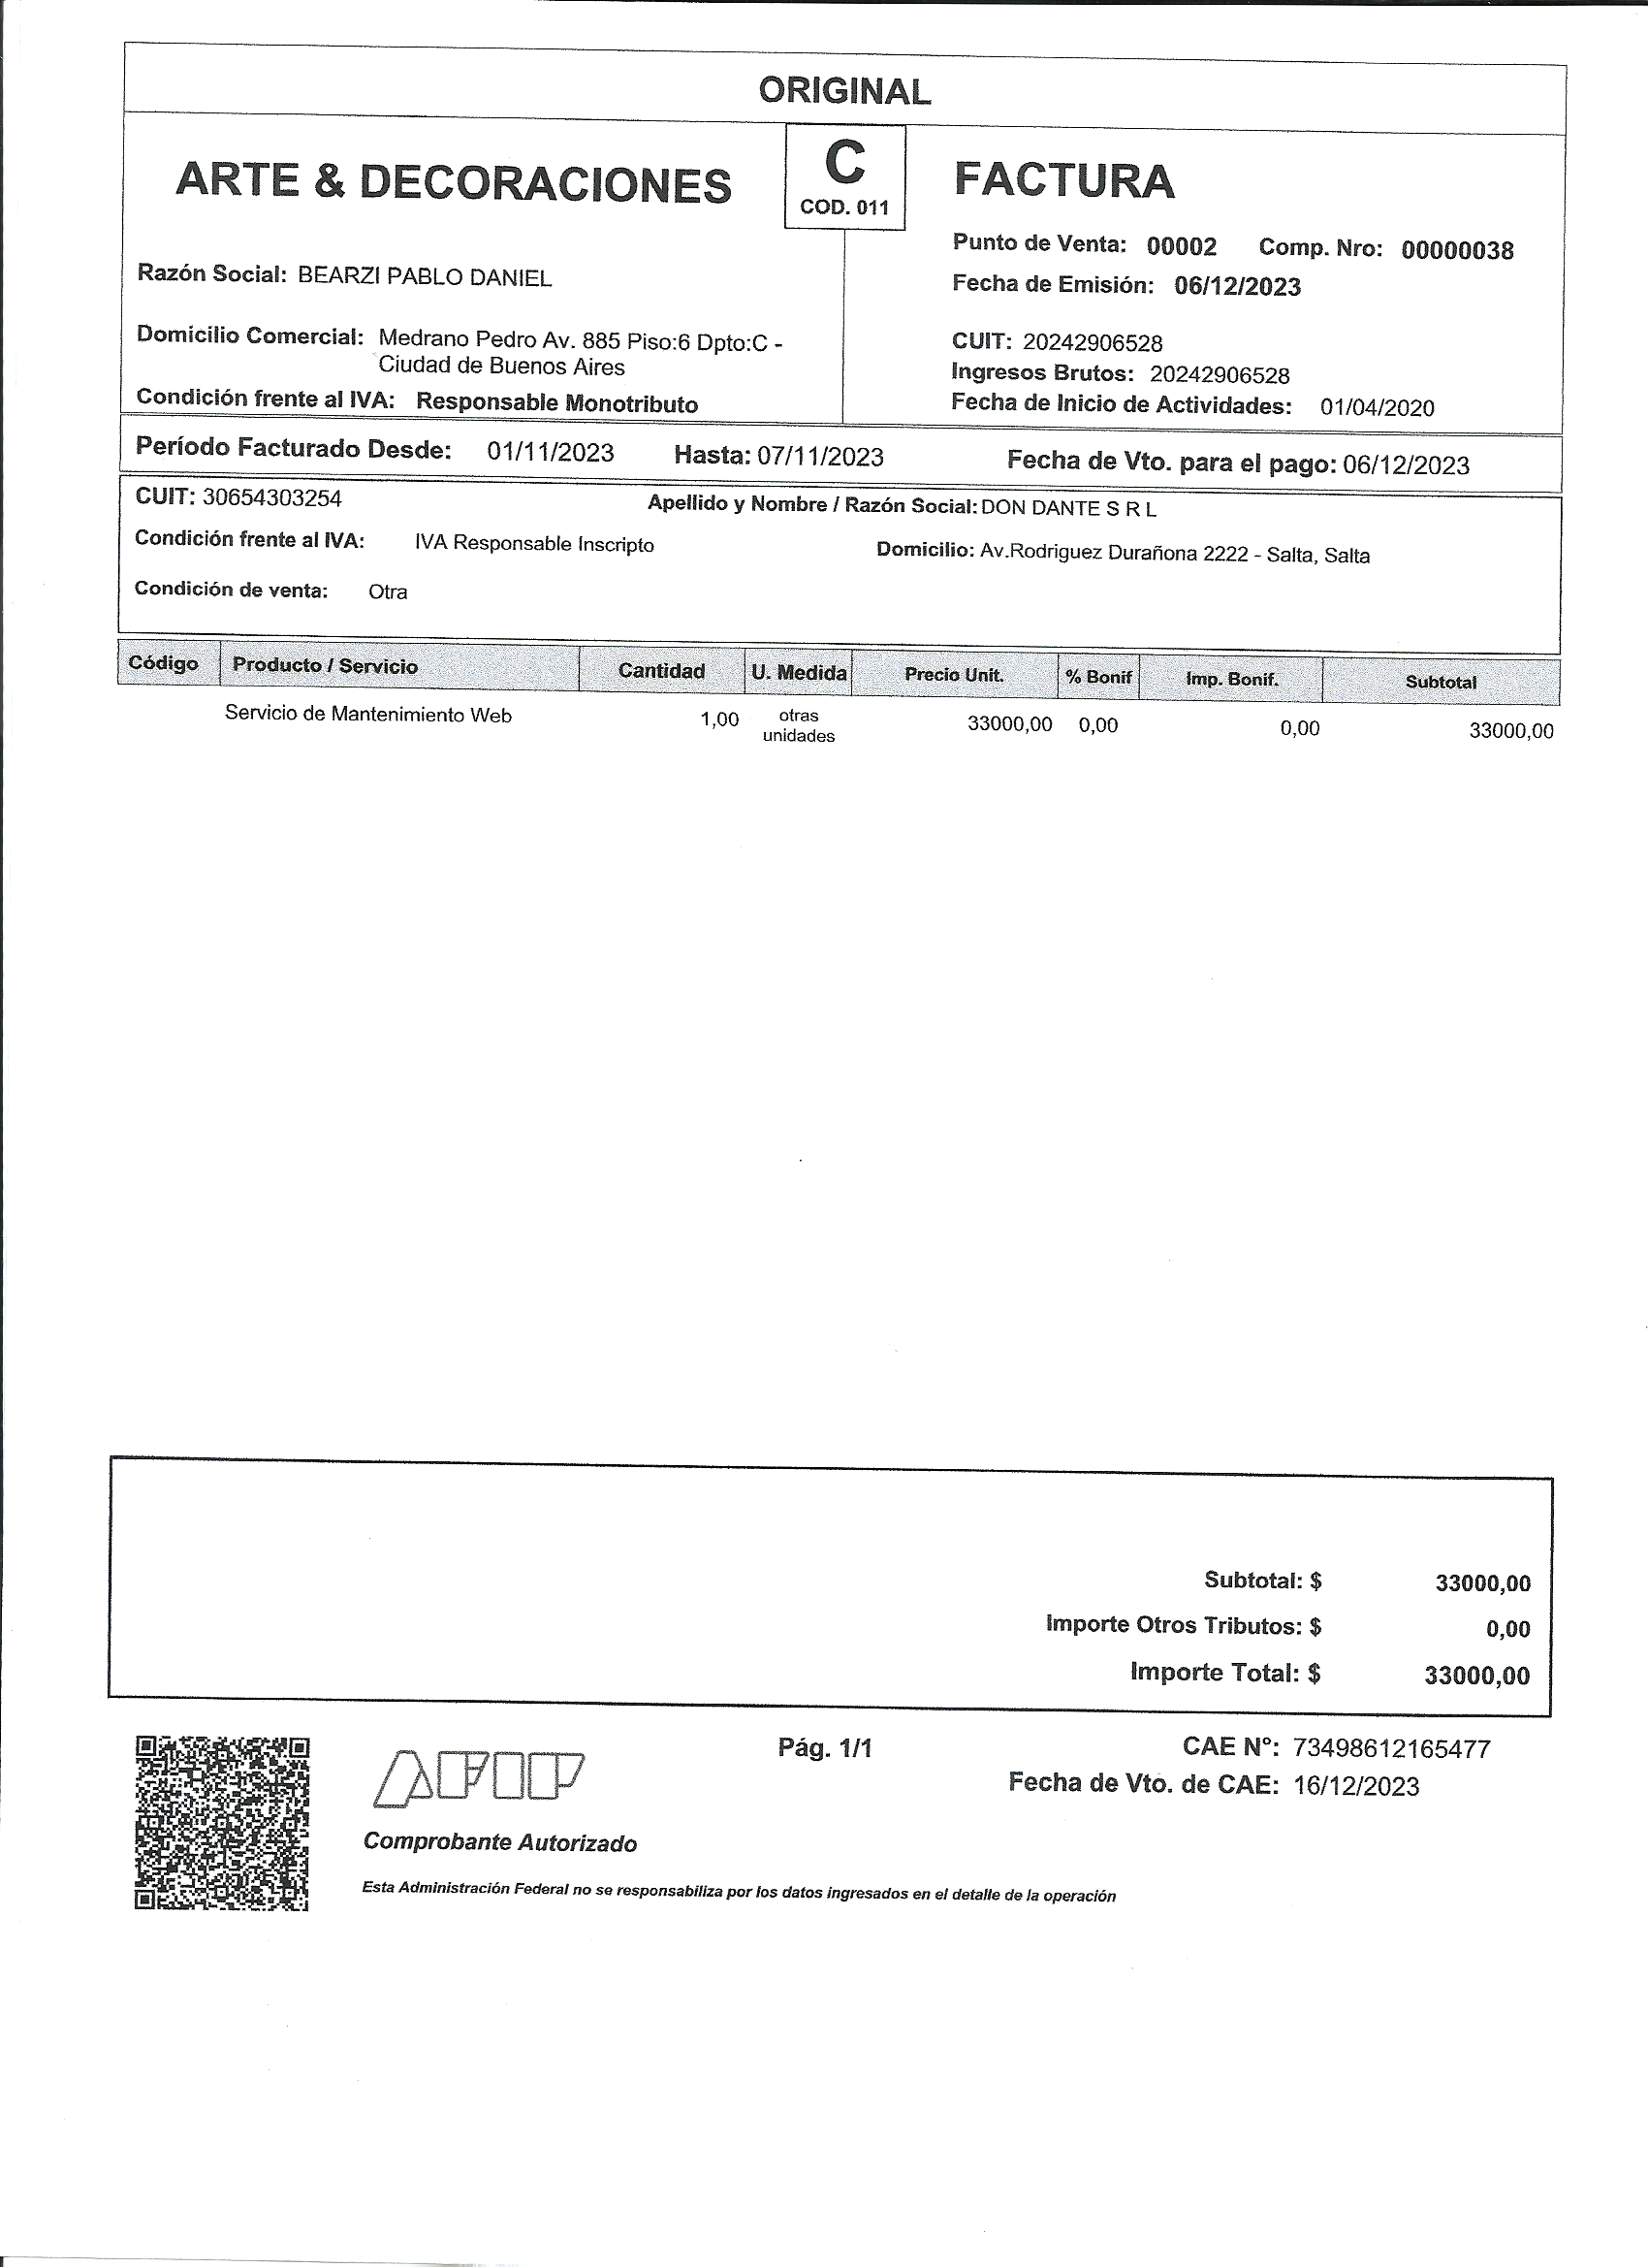 ORIGINAL
ARTE & DECORACIONES
C
COD. 011
FACTURA
Punto de Venta: 00002 Comp. Nro: 00000038
Fecha de Emisión: 06/12/2023
Razón Social: BEARZI PABLO DANIEL
Domicilio Comercial: Medrano Pedro Av. 885 Piso:6 Dpto:C -
Ciudad de Buenos Aires
Condición frente al IVA: Responsable Monotributo
CUIT: 20242906528
Ingresos Brutos: 20242906528
Fecha de Inicio de Actividades: 01/04/2020
Período Facturado Desde: 01/11/2023 Hasta: 07/11/2023 Fecha de Vto. para el pago: 06/12/2023
CUIT: 30654303254 Apellido y Nombre / Razón Social: DON DANTE S R L
Condición frente al IVA: IVA Responsable Inscripto Domicilio: Av.Rodriguez Durañona 2222 - Salta, Salta
Condición de venta: Otra
Código Producto / Servicio Cantidad U. Medida Precio Unit. % Bonif Imp. Bonif. Subtotal
Servicio de Mantenimiento Web 1,00 otras unidades 33000,00 0,00 0,00 33000,00
Subtotal: $ 33000,00
Importe Otros Tributos: $ 0,00
Importe Total: $ 33000,00
AFIP
Pág. 1/1
CAE N°: 73498612165477
Fecha de Vto. de CAE: 16/12/2023
Comprobante Autorizado
Esta Administración Federal no se responsabiliza por los datos ingresados en el detalle de la operación